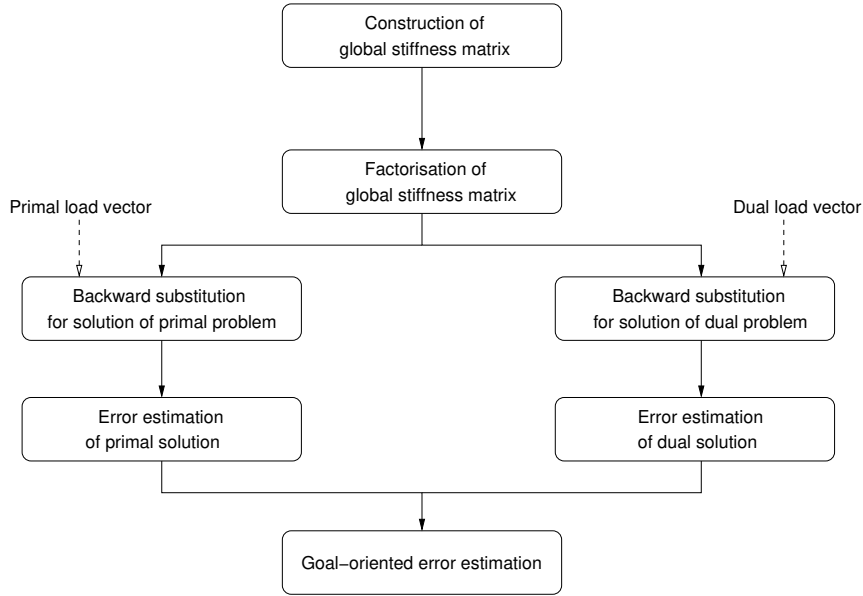 Construction of
global stiffness matrix
Factorisation of
global stiffness matrix
Primal load vector
Dual load vector
Backward substitution
for solution of primal problem
Backward substitution
for solution of dual problem
Error estimation
of primal solution
Error estimation
of dual solution
Goal−oriented error estimation